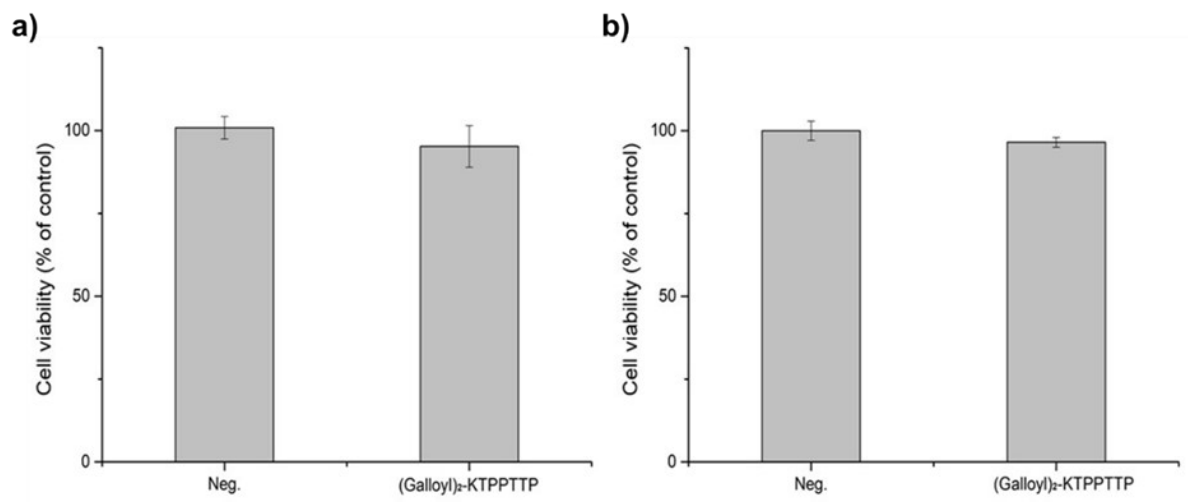 a)
Cell viability (% of control)
100
50
0
Neg.
(Galloyl)₂-KTPPTTP
b)
Cell viability (% of control)
100
50
0
Neg.
(Galloyl)₂-KTPPTTP